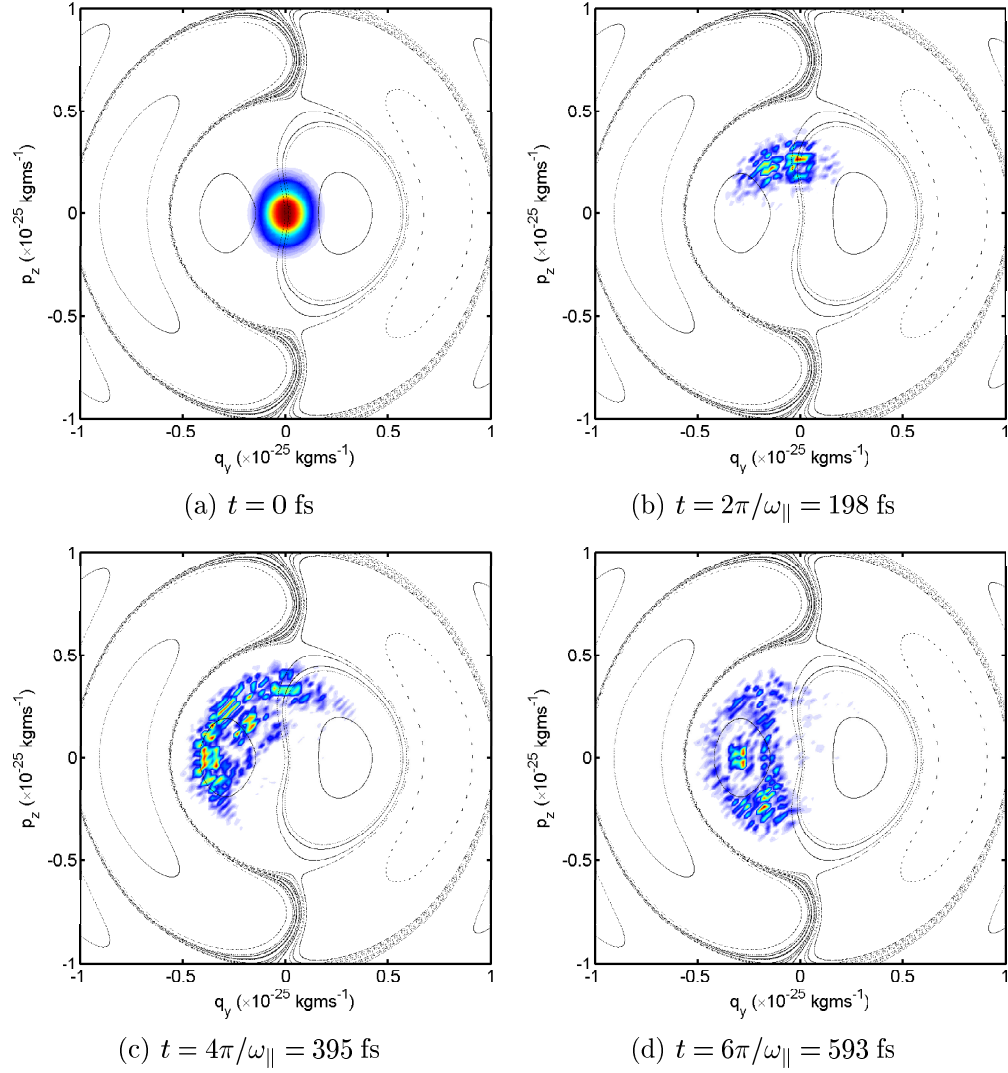 1
0.5
0
-0.5
-1
p_z (×10^-25 kgms^-1)
-1 -0.5 0 0.5 1
q_y (×10^-25 kgms^-1)
(a) t = 0 fs
1
0.5
0
-0.5
-1
p_z (×10^-25 kgms^-1)
-1 -0.5 0 0.5 1
q_y (×10^-25 kgms^-1)
(b) t = 2π/ω_∥ = 198 fs
1
0.5
0
-0.5
-1
p_z (×10^-25 kgms^-1)
-1 -0.5 0 0.5 1
q_y (×10^-25 kgms^-1)
(c) t = 4π/ω_∥ = 395 fs
1
0.5
0
-0.5
-1
p_z (×10^-25 kgms^-1)
-1 -0.5 0 0.5 1
q_y (×10^-25 kgms^-1)
(d) t = 6π/ω_∥ = 593 fs